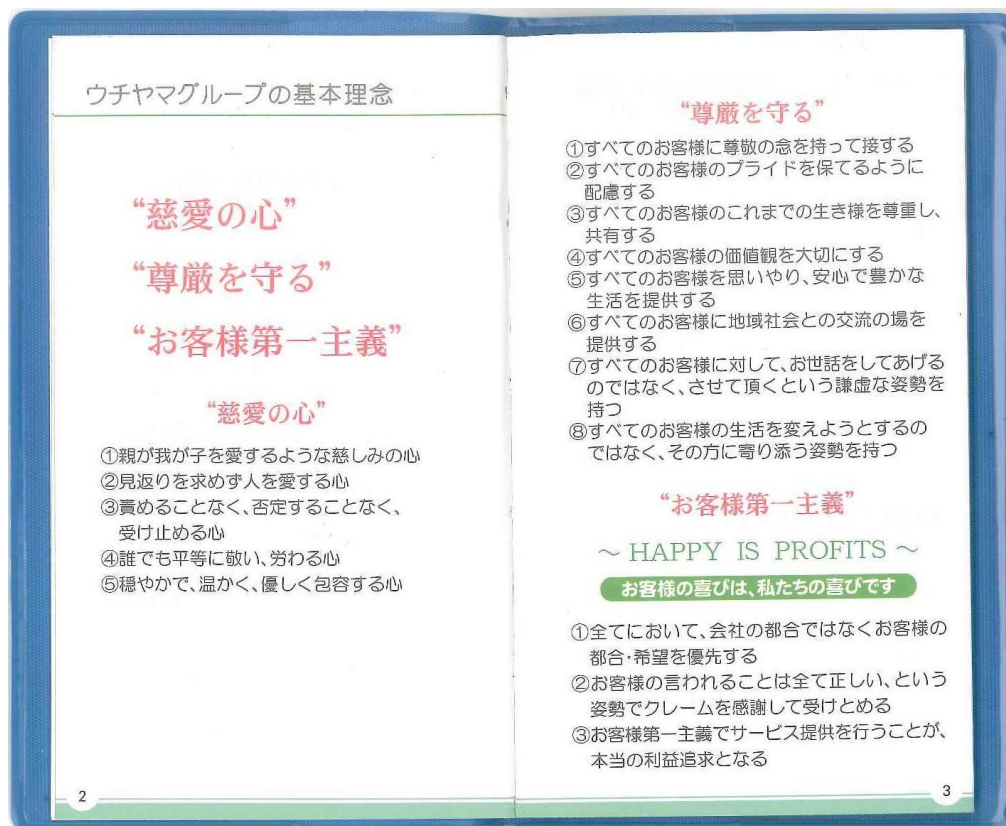 ウチヤマグループの基本理念
“慈愛の心”
“尊厳を守る”
“お客様第一主義”
“慈愛の心”
①親が我が子を愛するような慈しみの心
②見返りを求めず人を愛する心
③責めることなく、否定することなく、
受け止める心
④誰でも平等に敬い、労わる心
⑤穏やかで、温かく、優しく包容する心
2
“尊厳を守る”
①すべてのお客様に尊敬の念を持って接する
②すべてのお客様のプライドを保てるように
配慮する
③すべてのお客様のこれまでの生き様を尊重し、
共有する
④すべてのお客様の価値観を大切にする
⑤すべてのお客様を思いやり、安心で豊かな
生活を提供する
⑥すべてのお客様に地域社会との交流の場を
提供する
⑦すべてのお客様に対して、お世話をしてあげる
のではなく、させて頂くという謙虚な姿勢を
持つ
⑧すべてのお客様の生活を変えようとするの
ではなく、その方に寄り添う姿勢を持つ
“お客様第一主義”
～ HAPPY IS PROFITS ～
お客様の喜びは、私たちの喜びです
①全てにおいて、会社の都合ではなくお客様の
都合・希望を優先する
②お客様の言われることは全て正しい、という
姿勢でクレームを感謝して受けとめる
③お客様第一主義でサービス提供を行うことが、
本当の利益追求となる
3